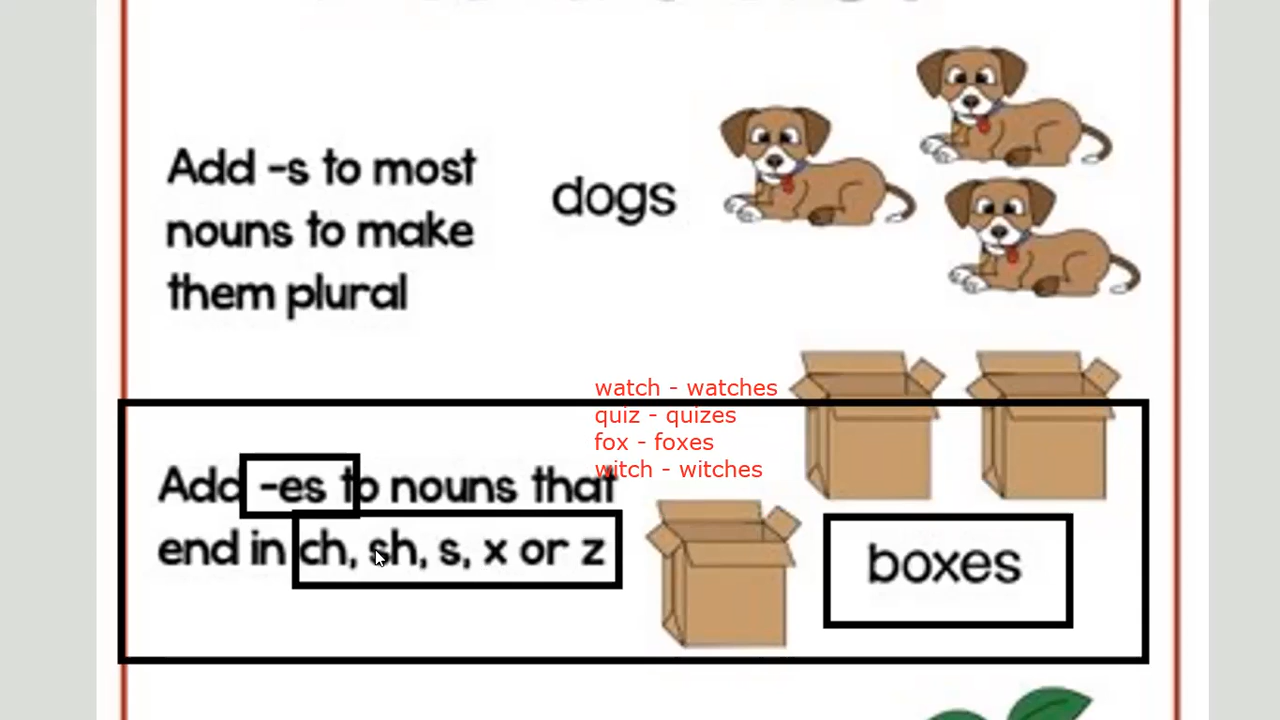 Add -s to most
nouns to make
them plural
dogs
watch - watches
quiz - quizes
fox - foxes
witch - witches
Add -es to nouns that
end in ch, sh, s, x or z
boxes